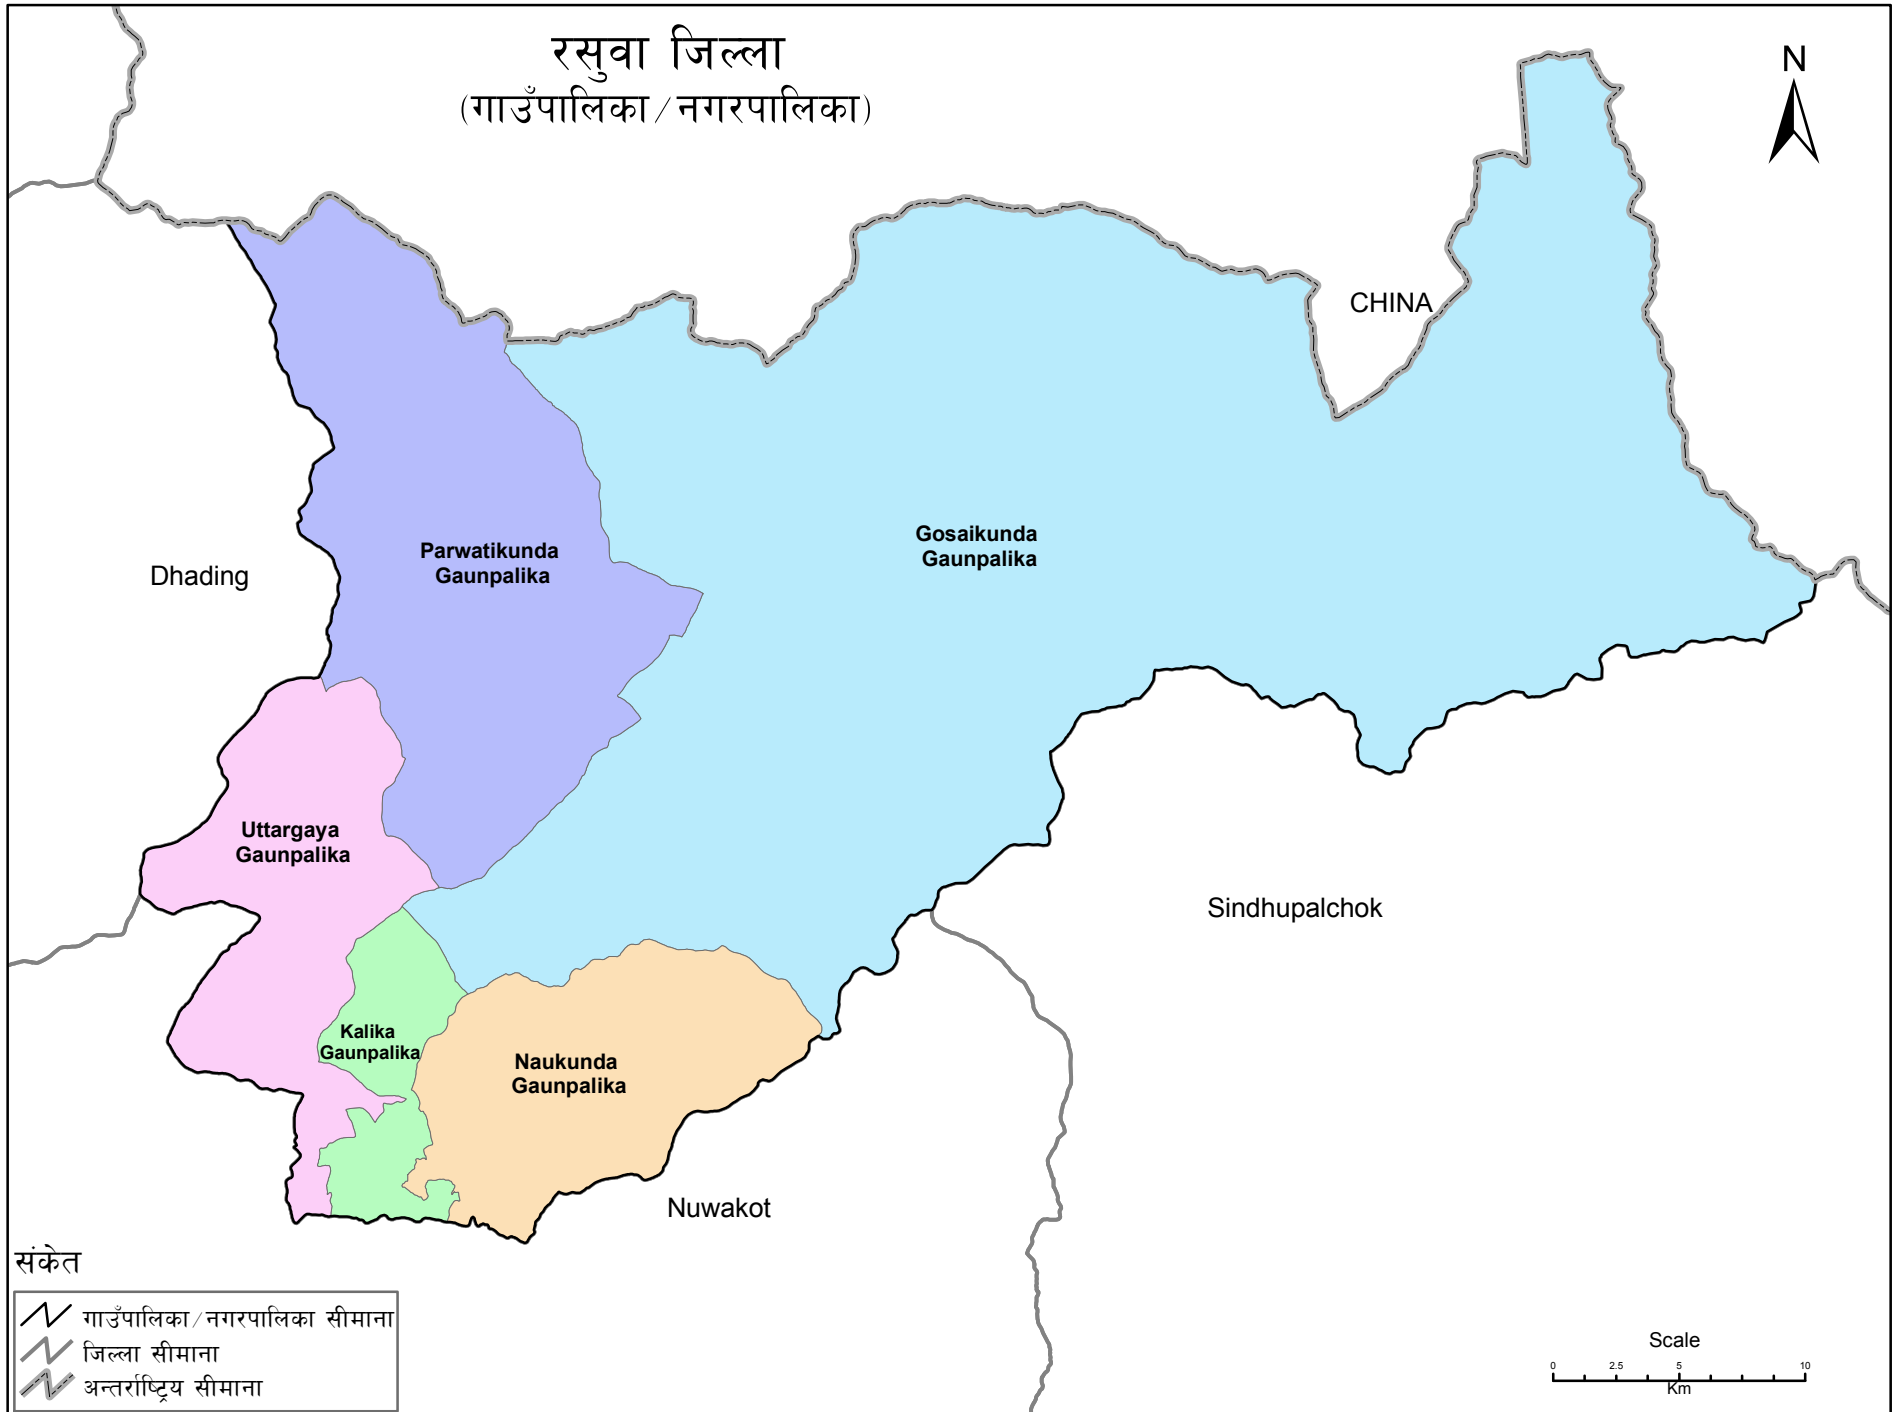 रसुवा जिल्ला
(गाउँपालिका/नगरपालिका)
N
CHINA
Gosaikunda
Gaunpalika
Parwatikunda
Gaunpalika
Dhading
Uttargaya
Gaunpalika
Sindhupalchok
Kalika
Gaunpalika
Naukunda
Gaunpalika
Nuwakot
संकेत
गाउँपालिका/नगरपालिका सीमाना
जिल्ला सीमाना
अन्तर्राष्ट्रिय सीमाना
Scale
0 2.5 5 10
Km